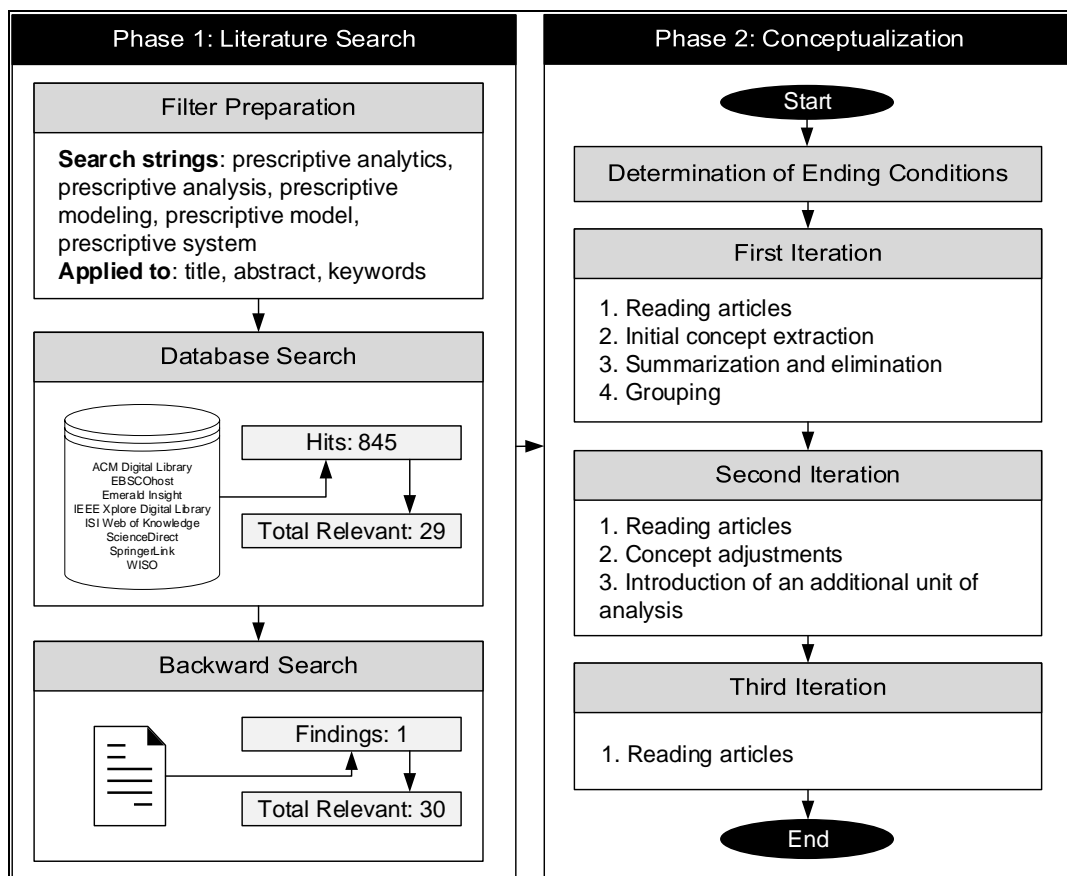 Phase 1: Literature Search
Filter Preparation
Search strings: prescriptive analytics,
prescriptive analysis, prescriptive
modeling, prescriptive model,
prescriptive system
Applied to: title, abstract, keywords
Database Search
ACM Digital Library
EBSCOhost
Emerald Insight
IEEE Xplore Digital Library
ISI Web of Knowledge
ScienceDirect
SpringerLink
WISO
Hits: 845
Total Relevant: 29
Backward Search
Findings: 1
Total Relevant: 30
Phase 2: Conceptualization
Start
Determination of Ending Conditions
First Iteration
1. Reading articles
2. Initial concept extraction
3. Summarization and elimination
4. Grouping
Second Iteration
1. Reading articles
2. Concept adjustments
3. Introduction of an additional unit of
analysis
Third Iteration
1. Reading articles
End